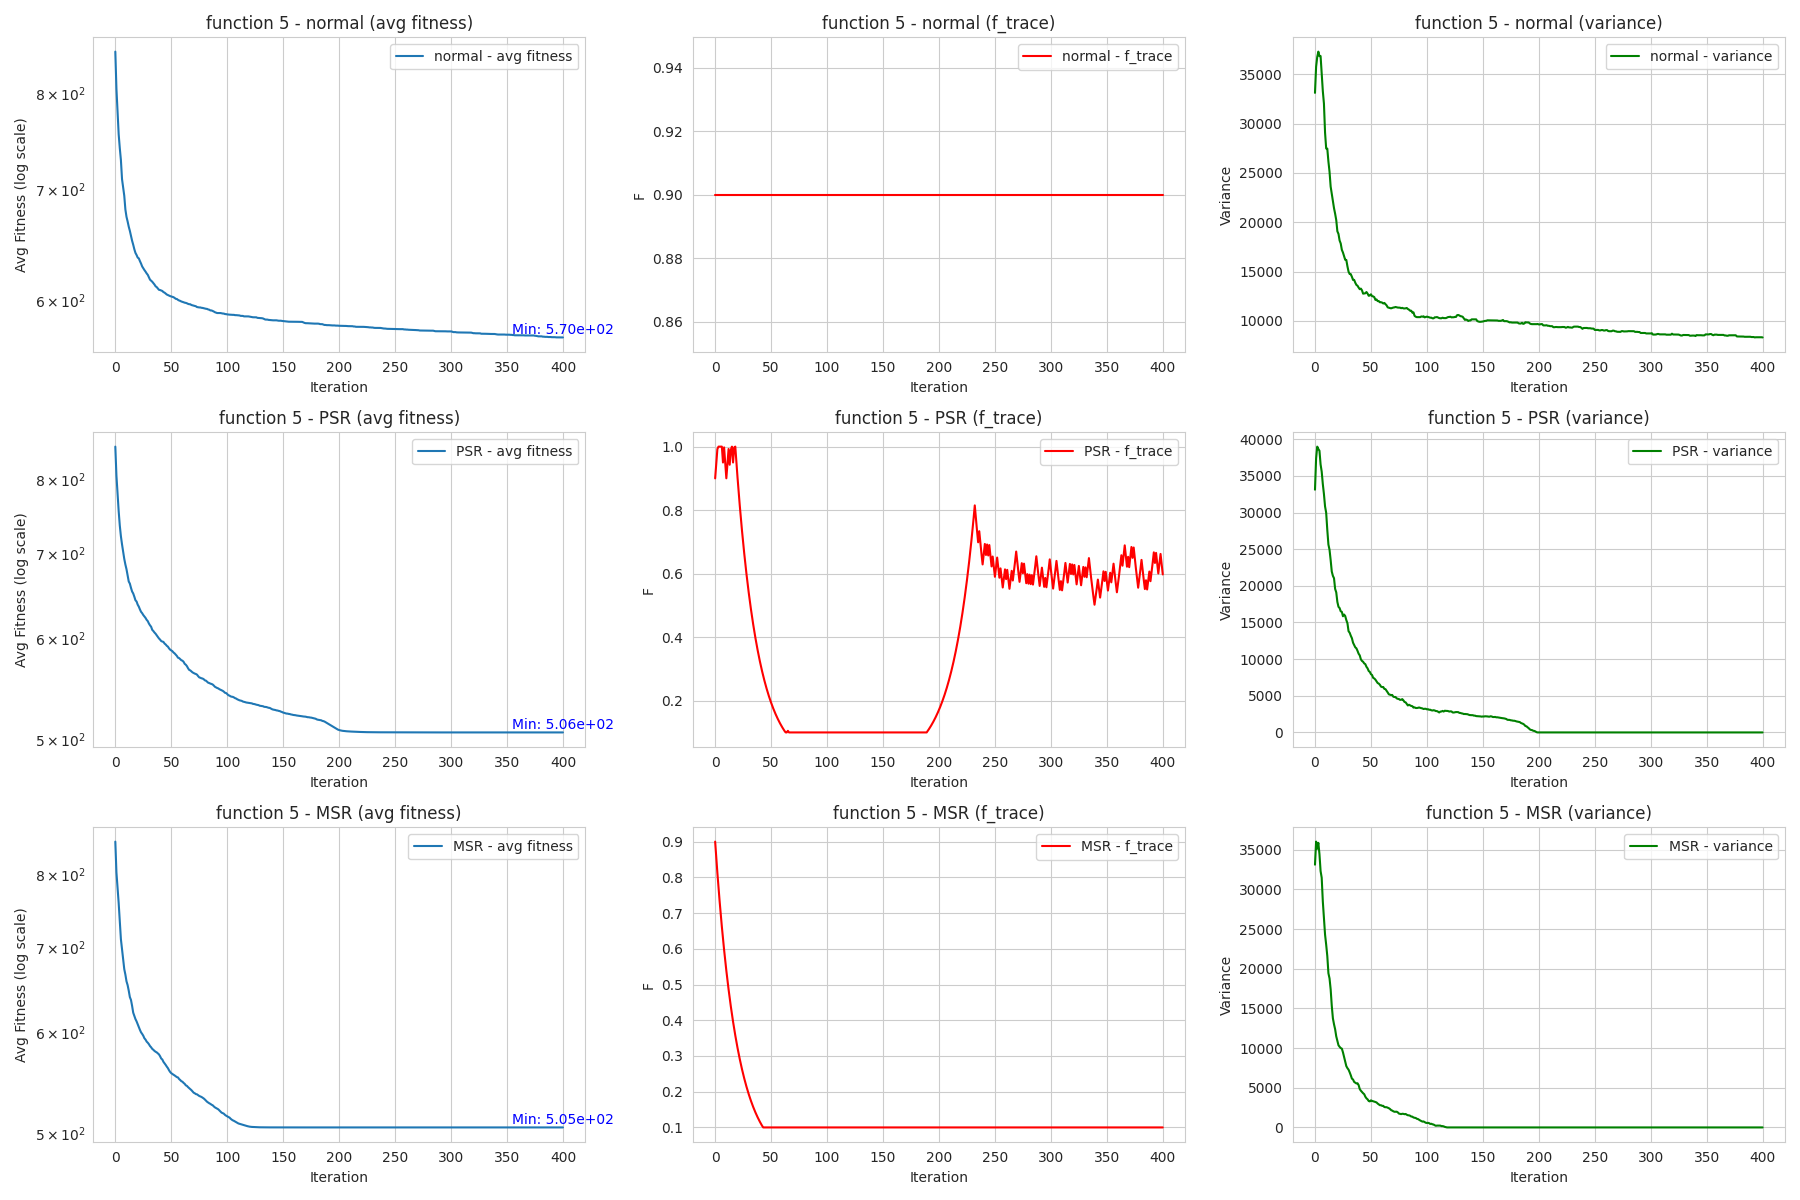 function 5 - normal (avg fitness)
normal - avg fitness
8 × 10²
7 × 10²
6 × 10²
Avg Fitness (log scale)
Min: 5.70e+02
0 50 100 150 200 250 300 350 400
Iteration
function 5 - normal (f_trace)
normal - f_trace
0.94
0.92
0.90
0.88
0.86
F
0 50 100 150 200 250 300 350 400
Iteration
function 5 - normal (variance)
normal - variance
35000
30000
25000
20000
15000
10000
Variance
0 50 100 150 200 250 300 350 400
Iteration
function 5 - PSR (avg fitness)
PSR - avg fitness
8 × 10²
7 × 10²
6 × 10²
5 × 10²
Avg Fitness (log scale)
Min: 5.06e+02
0 50 100 150 200 250 300 350 400
Iteration
function 5 - PSR (f_trace)
PSR - f_trace
1.0
0.8
0.6
0.4
0.2
F
0 50 100 150 200 250 300 350 400
Iteration
function 5 - PSR (variance)
PSR - variance
40000
35000
30000
25000
20000
15000
10000
5000
0
Variance
0 50 100 150 200 250 300 350 400
Iteration
function 5 - MSR (avg fitness)
MSR - avg fitness
8 × 10²
7 × 10²
6 × 10²
5 × 10²
Avg Fitness (log scale)
Min: 5.05e+02
0 50 100 150 200 250 300 350 400
Iteration
function 5 - MSR (f_trace)
MSR - f_trace
0.9
0.8
0.7
0.6
0.5
0.4
0.3
0.2
0.1
F
0 50 100 150 200 250 300 350 400
Iteration
function 5 - MSR (variance)
MSR - variance
35000
30000
25000
20000
15000
10000
5000
0
Variance
0 50 100 150 200 250 300 350 400
Iteration